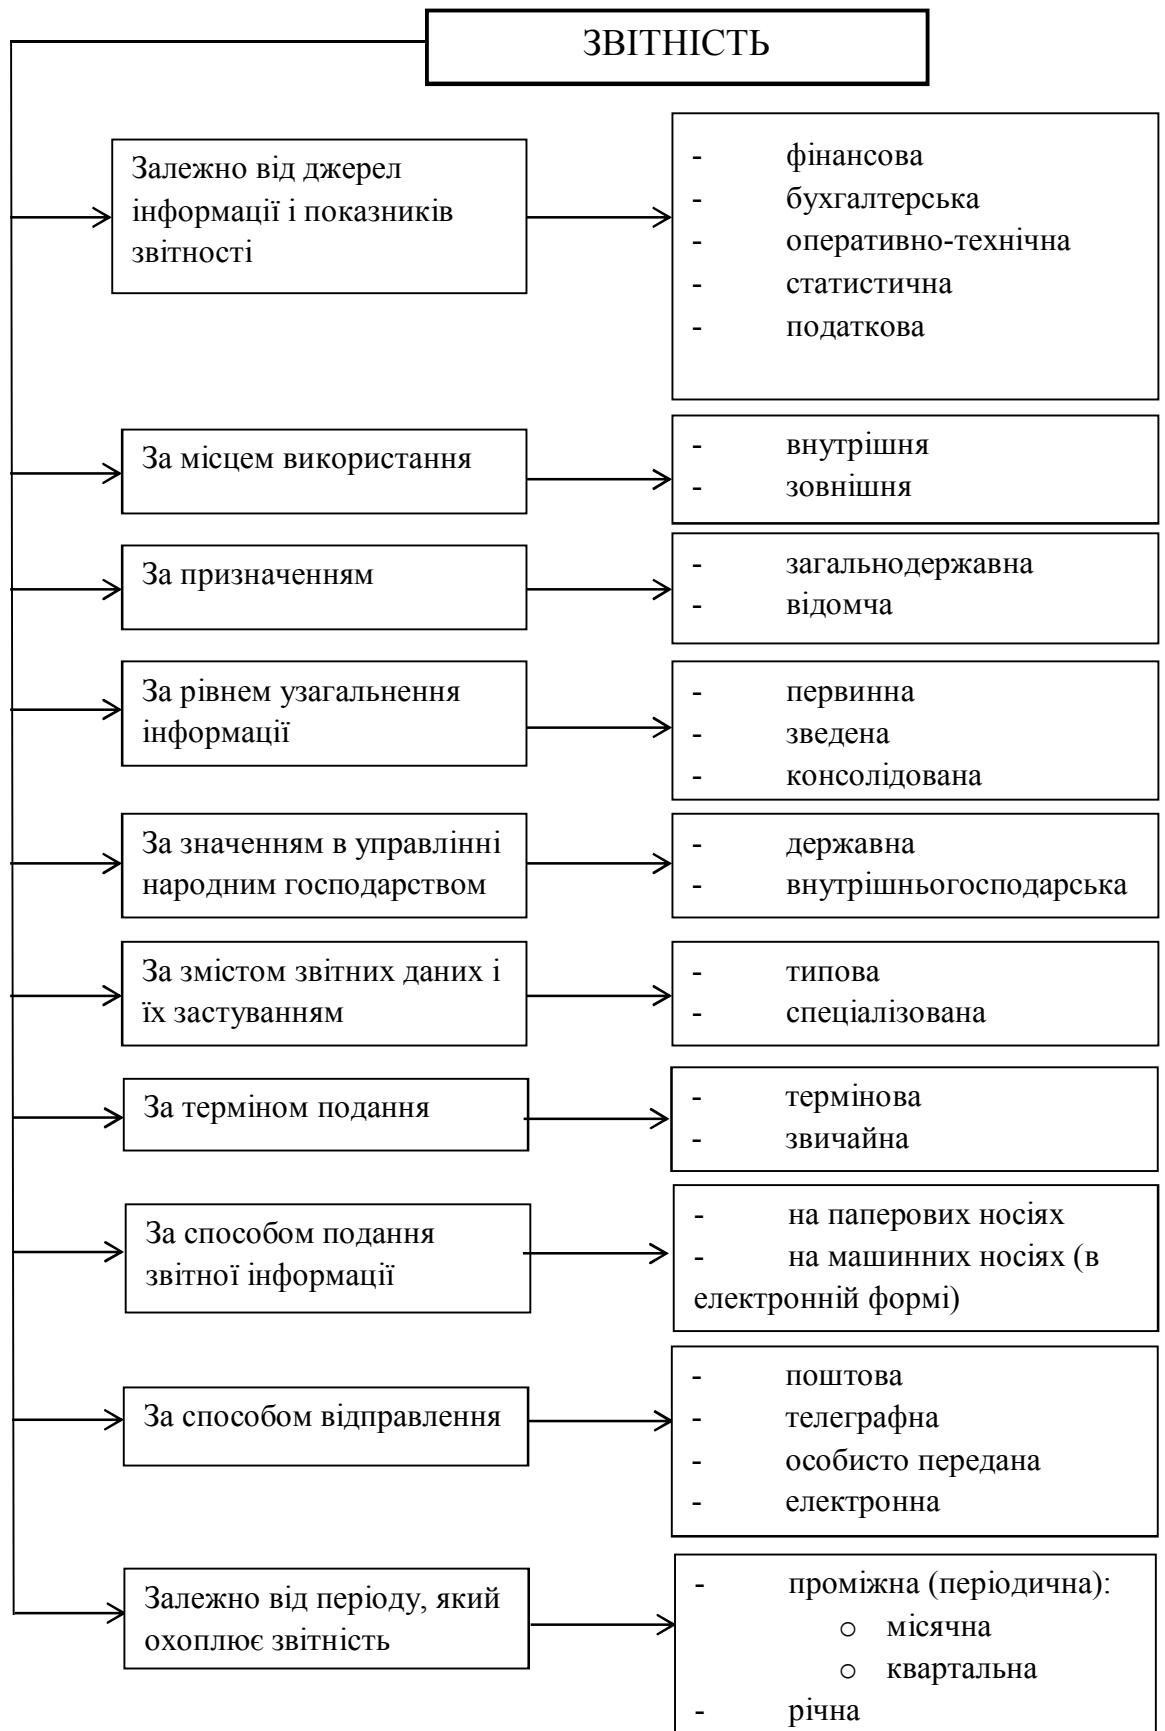 ЗВІТНІСТЬ
Залежно від джерел
інформації і показників
звітності
- фінансова
- бухгалтерська
- оперативно-технічна
- статистична
- податкова
За місцем використання
- внутрішня
- зовнішня
За призначенням
- загальнодержавна
- відомча
За рівнем узагальнення
інформації
- первинна
- зведена
- консолідована
За значенням в управлінні
народним господарством
- державна
- внутрішньогосподарська
За змістом звітних даних і
їх застуванням
- типова
- спеціалізована
За терміном подання
- термінова
- звичайна
За способом подання
звітної інформації
- на паперових носіях
- на машинних носіях (в
електронній формі)
За способом відправлення
- поштова
- телеграфна
- особисто передана
- електронна
Залежно від періоду, який
охоплює звітність
- проміжна (періодична):
o місячна
o квартальна
- річна